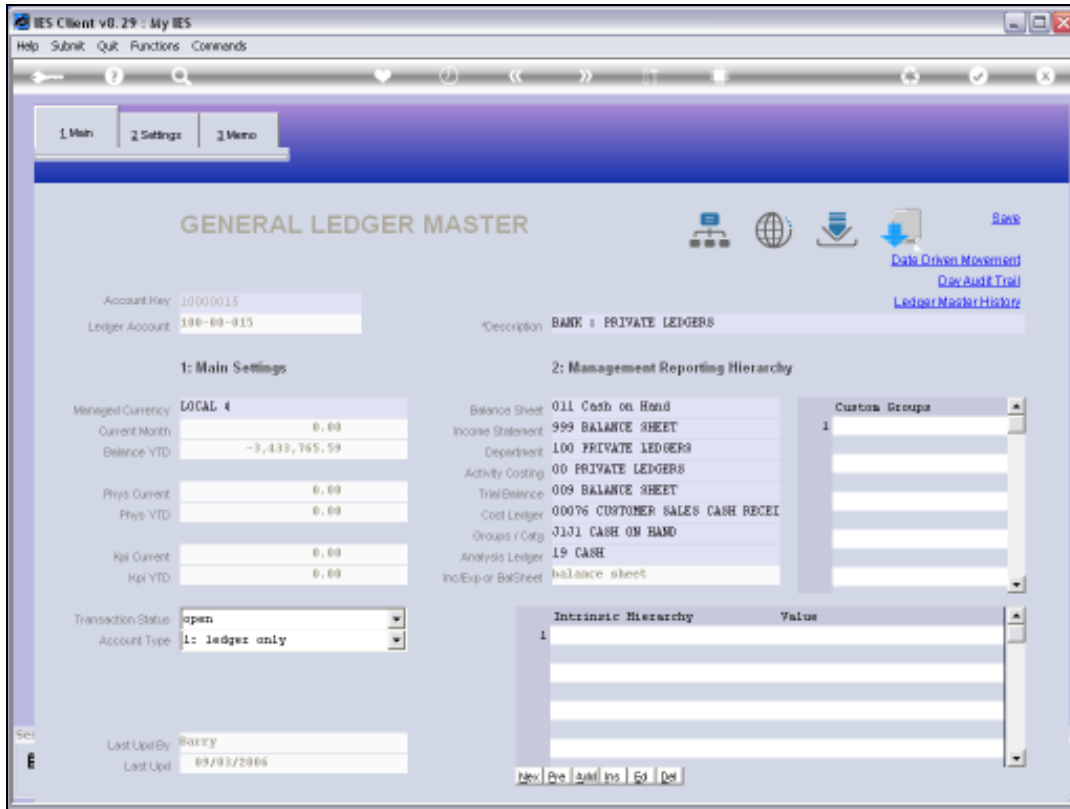 IES Client v8.29 : My IES
Help Submit Quit Functions Commands
1 Main 2 Settings 3 Memo
GENERAL LEDGER MASTER
Save
Date Driven Movement
Day Audit Trail
Ledger Master History
Account Key 10000015
Ledger Account 100-00-015
*Description BANK : PRIVATE LEDGERS
1: Main Settings
2: Management Reporting Hierarchy
Managed Currency LOCAL
Current Month 0.00
Balance YTD -3,433,765.59
Phys Current 0.00
Phys YTD 0.00
Kpi Current 0.00
Kpi YTD 0.00
Balance Sheet 011 Cash on Hand
Income Statement 999 BALANCE SHEET
Department 100 PRIVATE LEDGERS
Activity Costing 00 PRIVATE LEDGERS
Trial Balance 009 BALANCE SHEET
Cost Ledger 00076 CUSTOMER SALES CASH RECEI
Groups / Catg J1J1 CASH ON HAND
Analysis Ledger 19 CASH
Inc/Exp or BalSheet balance sheet
Custom Groups
1
Transaction Status open
Account Type 1: ledger only
Intrinsic Hierarchy Value
1
Last Upd By Barry
Last Upd 09/03/2006
Nex Pre Add Ins Ed Del